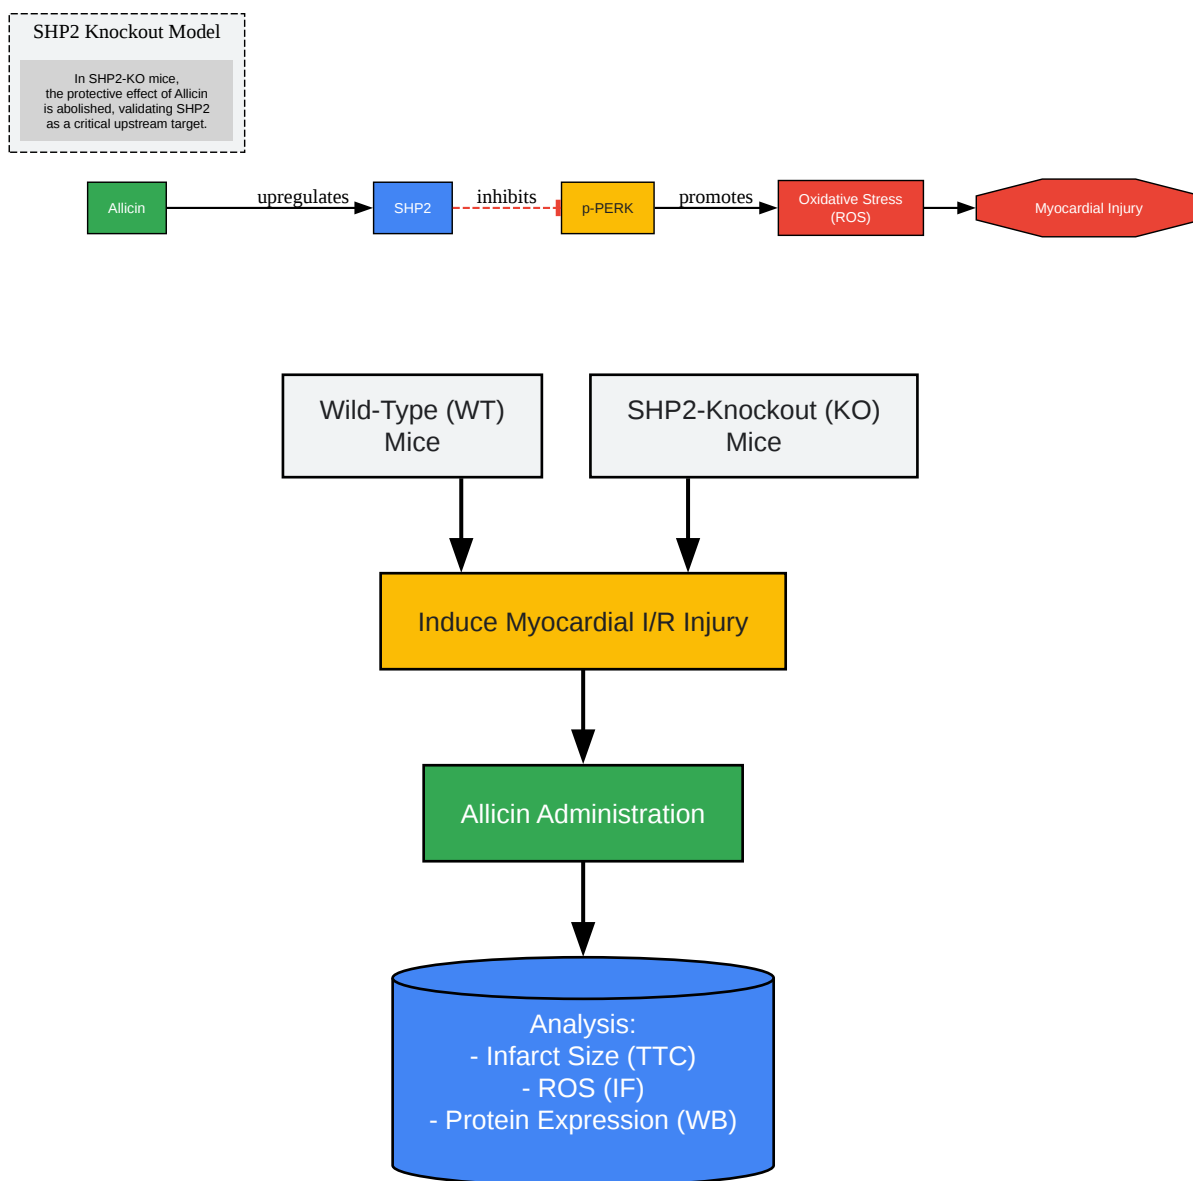 SHP2 Knockout Model
In SHP2-KO mice,
the protective effect of Allicin
is abolished, validating SHP2
as a critical upstream target.
Allicin
upregulates
SHP2
inhibits
p-PERK
promotes
Oxidative Stress
(ROS)
Myocardial Injury
Wild-Type (WT)
Mice
SHP2-Knockout (KO)
Mice
Induce Myocardial I/R Injury
Allicin Administration
Analysis:
- Infarct Size (TTC)
- ROS (IF)
- Protein Expression (WB)